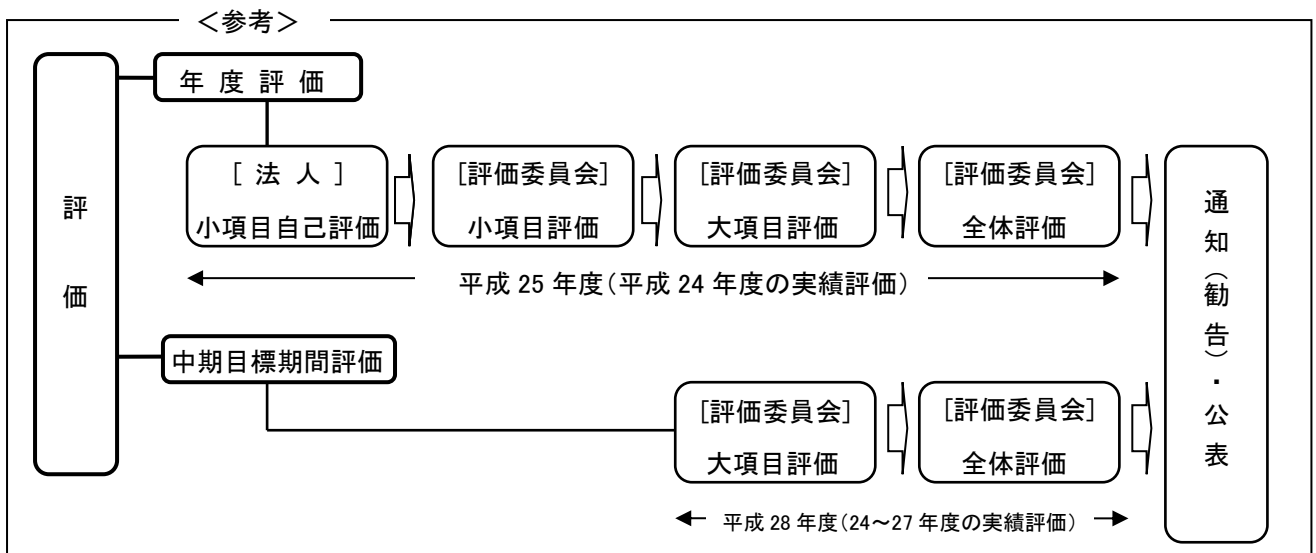 ＜参考＞
評価
年 度 評 価
[ 法 人 ]
小項目自己評価
[評価委員会]
小項目評価
[評価委員会]
大項目評価
[評価委員会]
全体評価
平成 25 年度（平成 24 年度の実績評価）
中期目標期間評価
[評価委員会]
大項目評価
[評価委員会]
全体評価
平成 28 年度（24～27 年度の実績評価）
通知（勧告）・公表